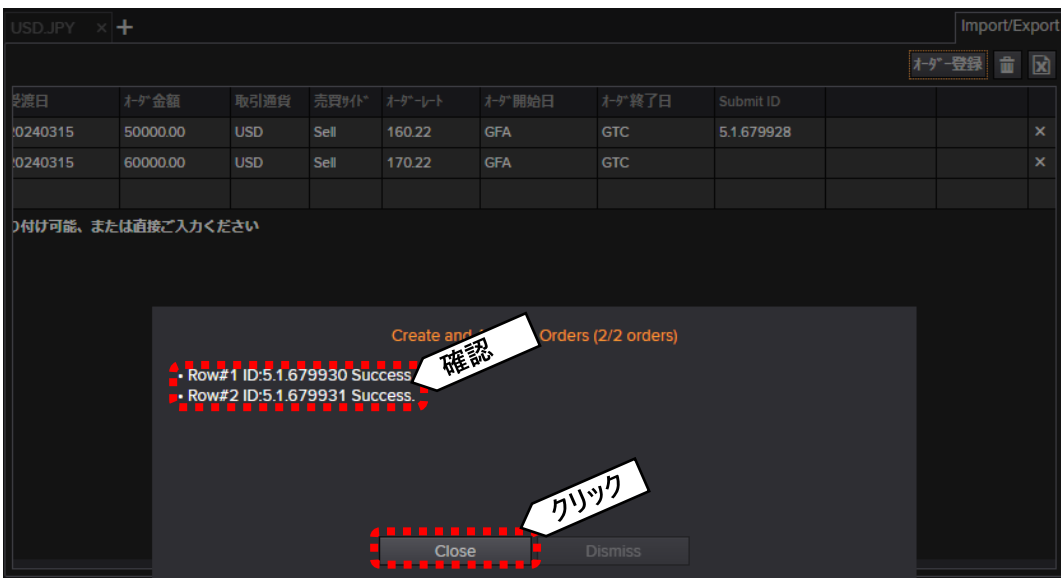 USD.JPY × + Import/Export
ｵｰﾀﾞｰ登録
受渡日 ｵｰﾀﾞ金額 取引通貨 売買ｻｲﾄﾞ ｵｰﾀﾞｰﾚｰﾄ ｵｰﾀﾞ開始日 ｵｰﾀﾞ終了日 Submit ID
20240315 50000.00 USD Sell 160.22 GFA GTC 5.1.679928 ×
20240315 60000.00 USD Sell 170.22 GFA GTC ×
り付け可能、または直接ご入力ください
Create and Orders (2/2 orders)
確認
• Row#1 ID:5.1.679930 Success
• Row#2 ID:5.1.679931 Success.
クリック
Close Dismiss